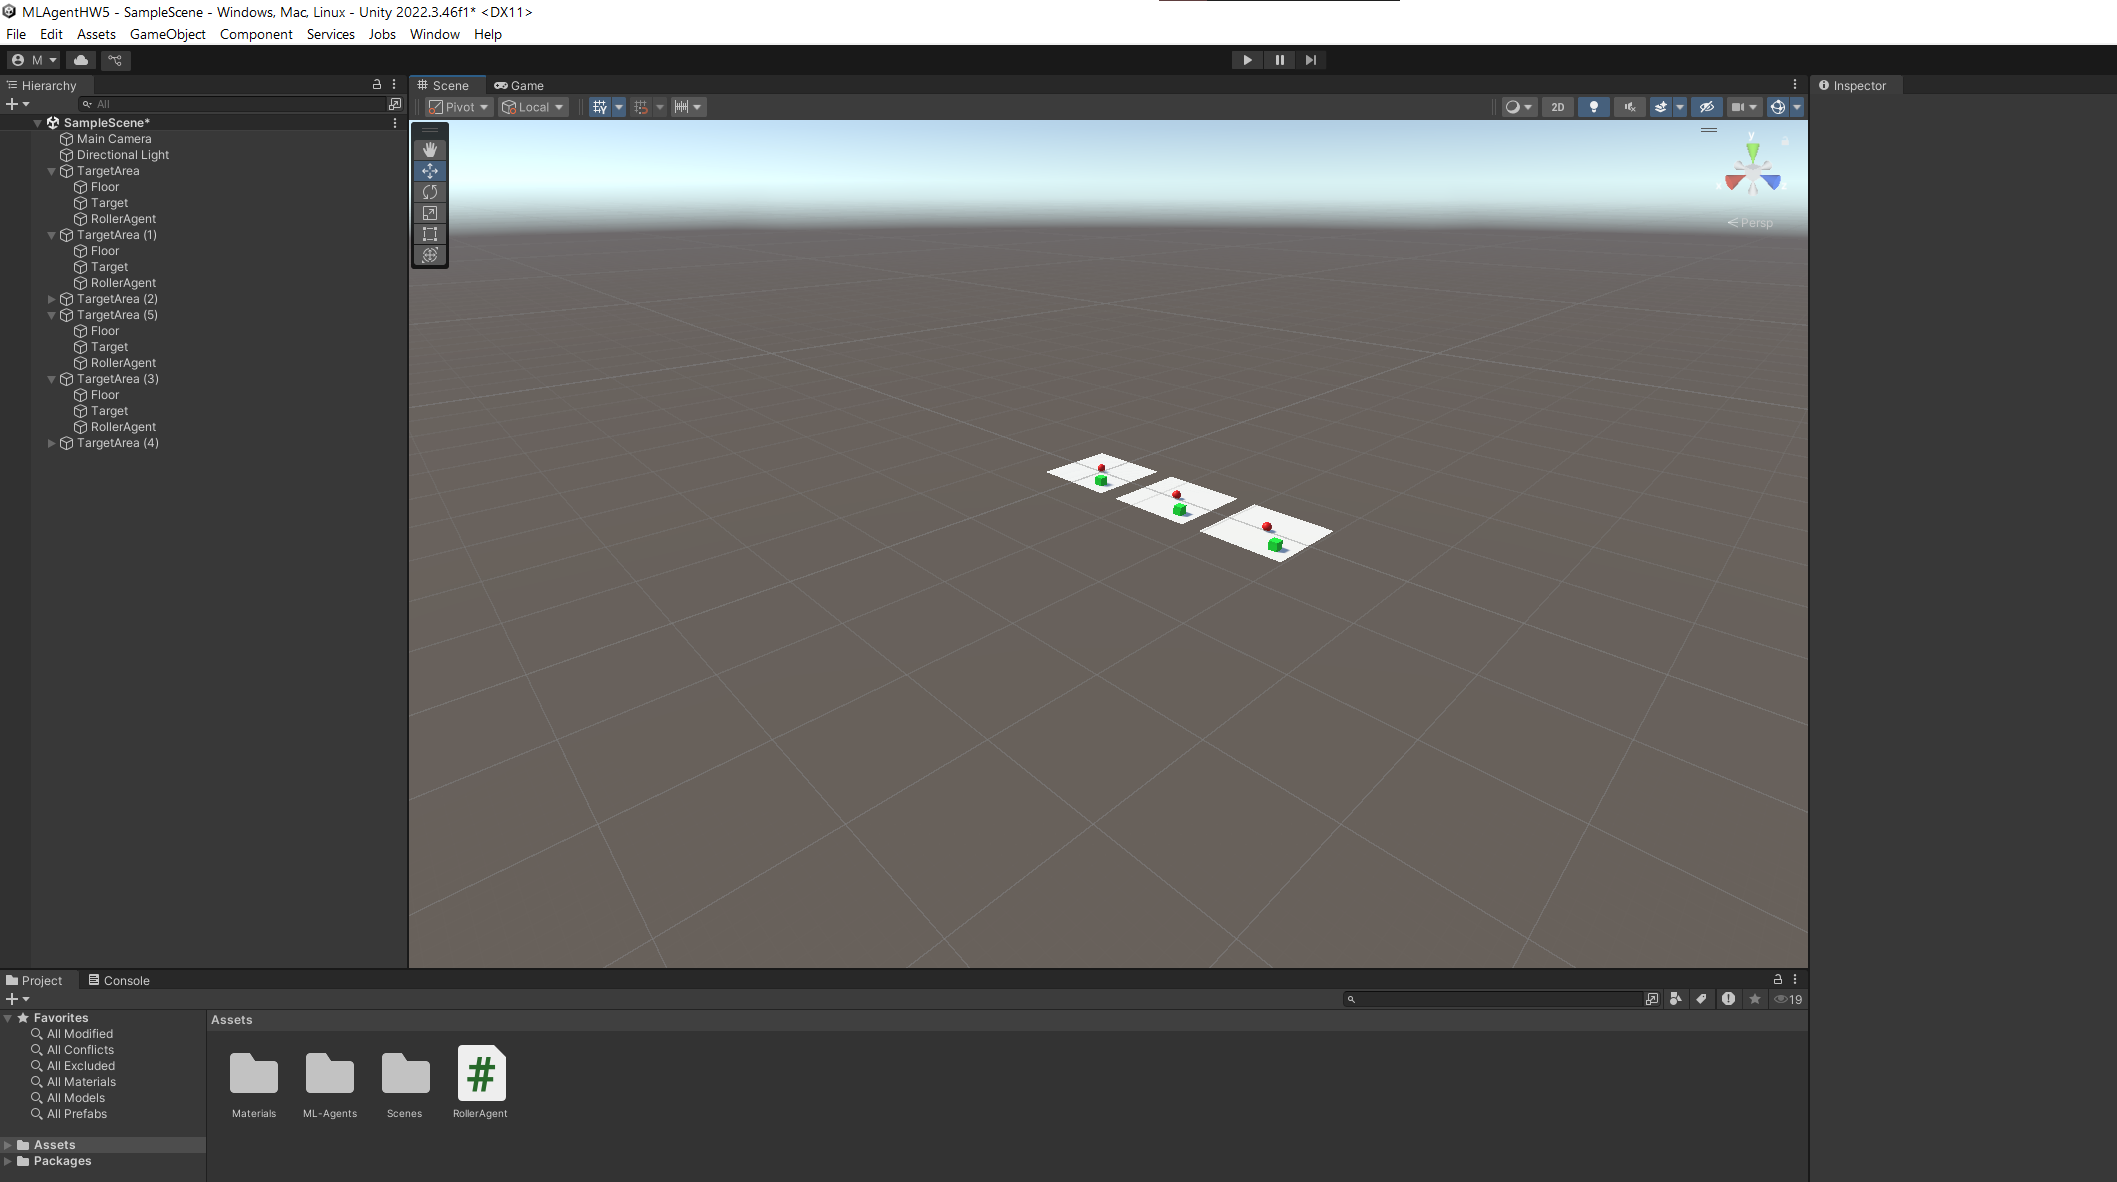 MLAgentHW5 - SampleScene - Windows, Mac, Linux - Unity 2022.3.46f1* <DX11>
File Edit Assets GameObject Component Services Jobs Window Help
M
Hierarchy
All
SampleScene*
Main Camera
Directional Light
TargetArea
Floor
Target
RollerAgent
TargetArea (1)
Floor
Target
RollerAgent
TargetArea (2)
TargetArea (5)
Floor
Target
RollerAgent
TargetArea (3)
Floor
Target
RollerAgent
TargetArea (4)
Scene Game
Pivot Local 2D
y
x z
Persp
Inspector
Project Console
19
Favorites
All Modified
All Conflicts
All Excluded
All Materials
All Models
All Prefabs
Assets
Packages
Assets
Materials ML-Agents Scenes RollerAgent